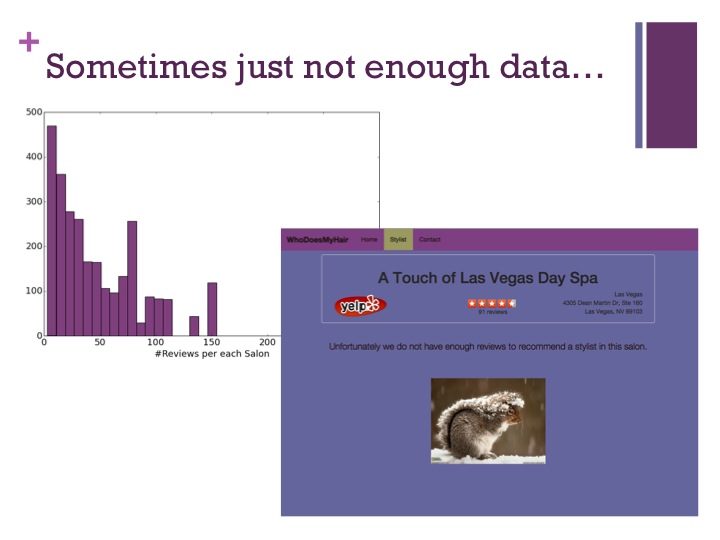 +
Sometimes just not enough data…
500
400
300
200
100
0
0 50 100 150 200
#Reviews per each Salon
WhoDoesMyHair Home Stylist Contact
A Touch of Las Vegas Day Spa
yelp
91 reviews
Las Vegas
4305 Dean Martin Dr, Ste 160
Las Vegas, NV 89103
Unfortunately we do not have enough reviews to recommend a stylist in this salon.